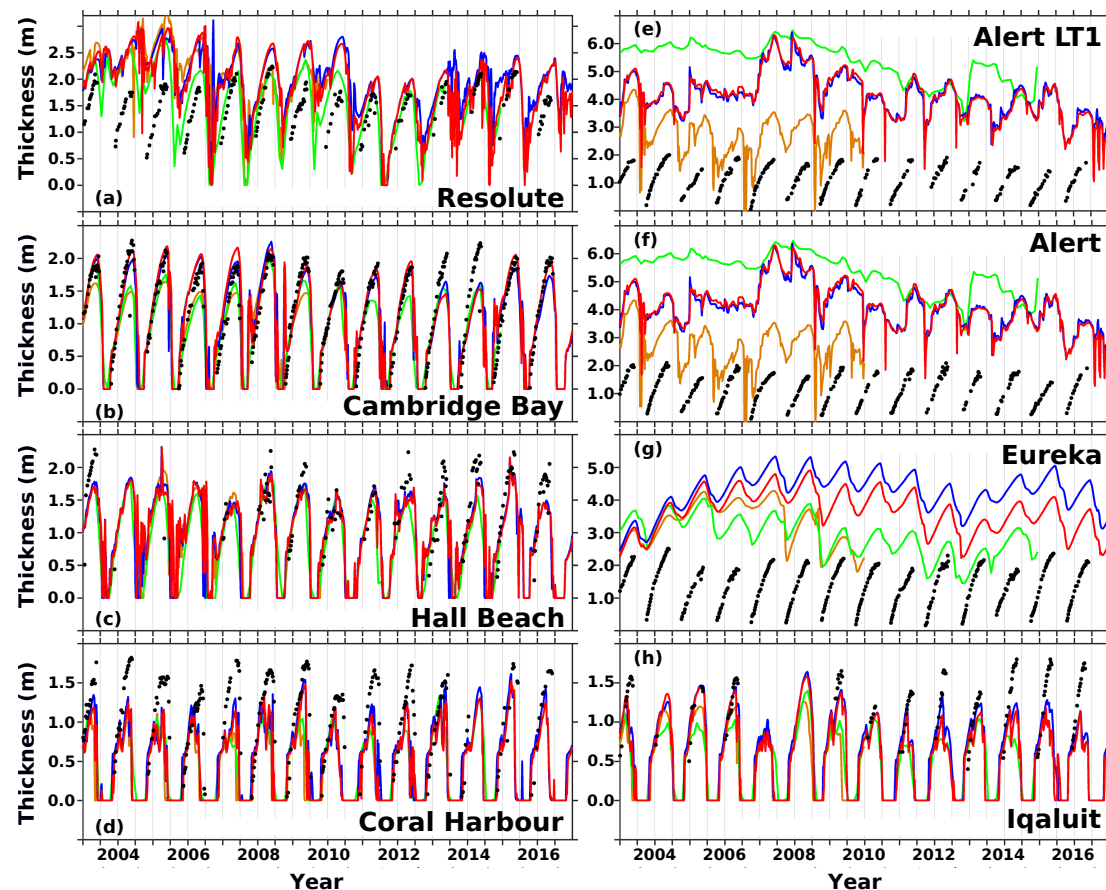 Thickness (m)
2.5
2.0
1.5
1.0
0.5
0.0
(a)
Resolute
Thickness (m)
2.0
1.5
1.0
0.5
0.0
(b)
Cambridge Bay
Thickness (m)
2.0
1.5
1.0
0.5
0.0
(c)
Hall Beach
Thickness (m)
1.5
1.0
0.5
0.0
(d)
Coral Harbour
2004 2006 2008 2010 2012 2014 2016
Year
(e)
Alert LT1
6.0
5.0
4.0
3.0
2.0
1.0
(f)
Alert
6.0
5.0
4.0
3.0
2.0
1.0
(g)
Eureka
5.0
4.0
3.0
2.0
1.0
(h)
1.5
1.0
0.5
0.0
Iqaluit
2004 2006 2008 2010 2012 2014 2016
Year